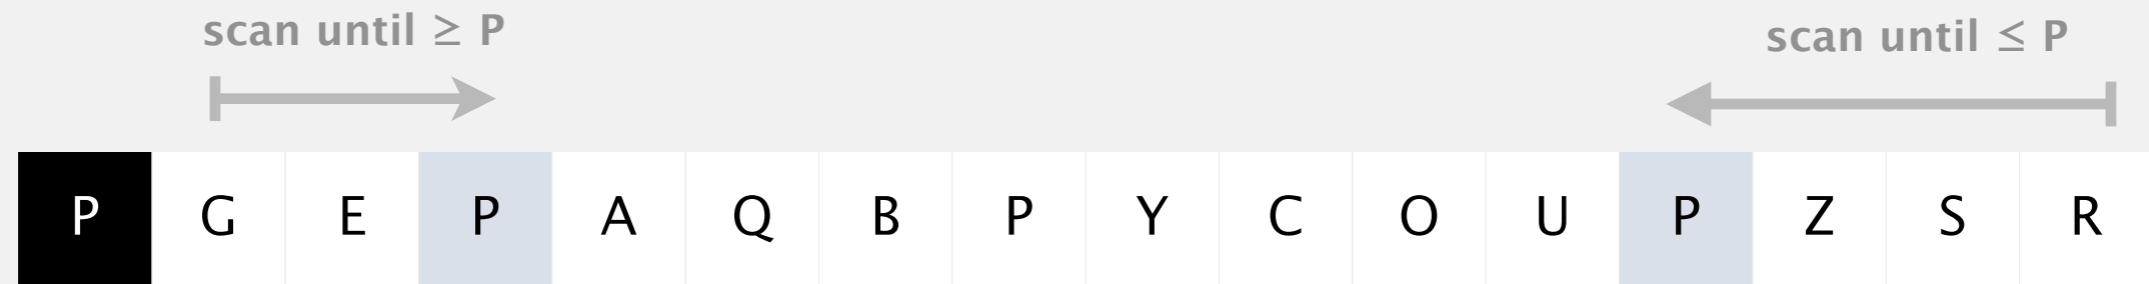 scan until ≥ P
scan until ≤ P
P G E P A Q B P Y C O U P Z S R